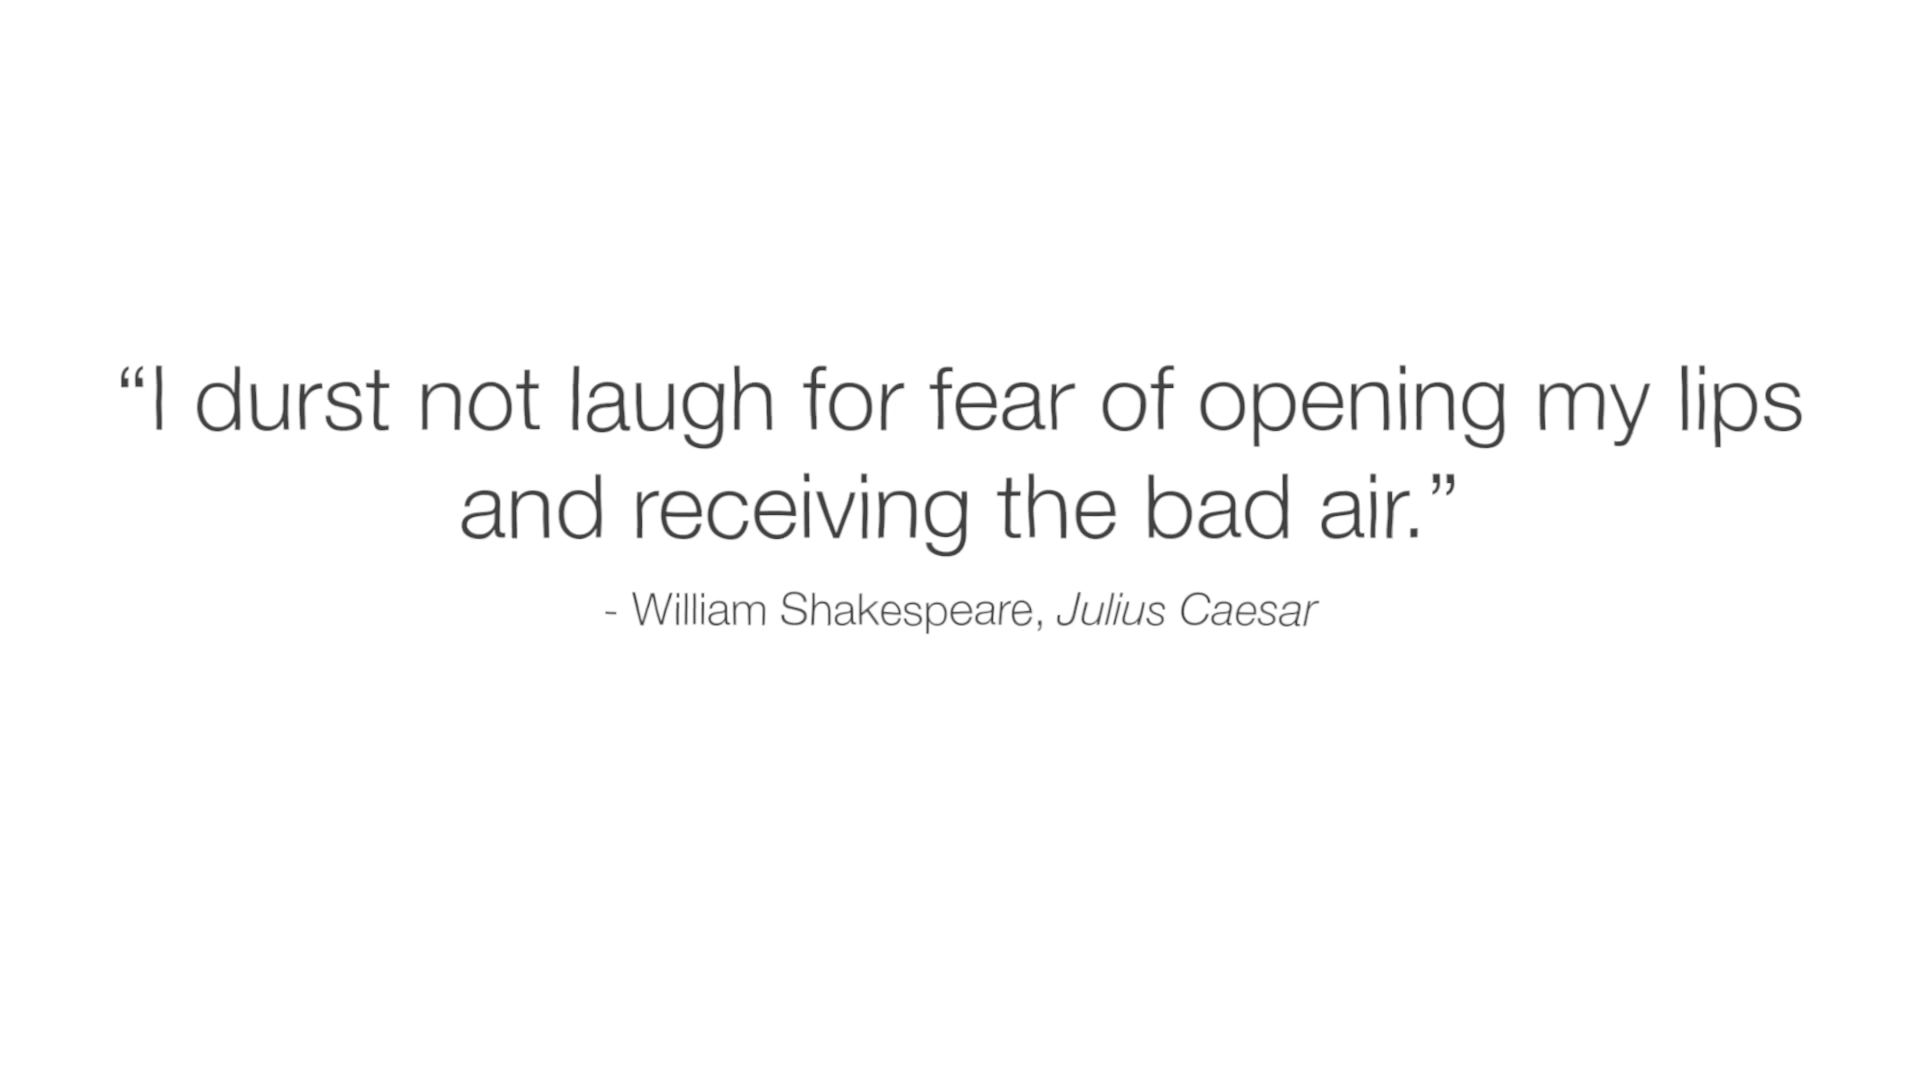 “I durst not laugh for fear of opening my lips
and receiving the bad air.”
- William Shakespeare, Julius Caesar